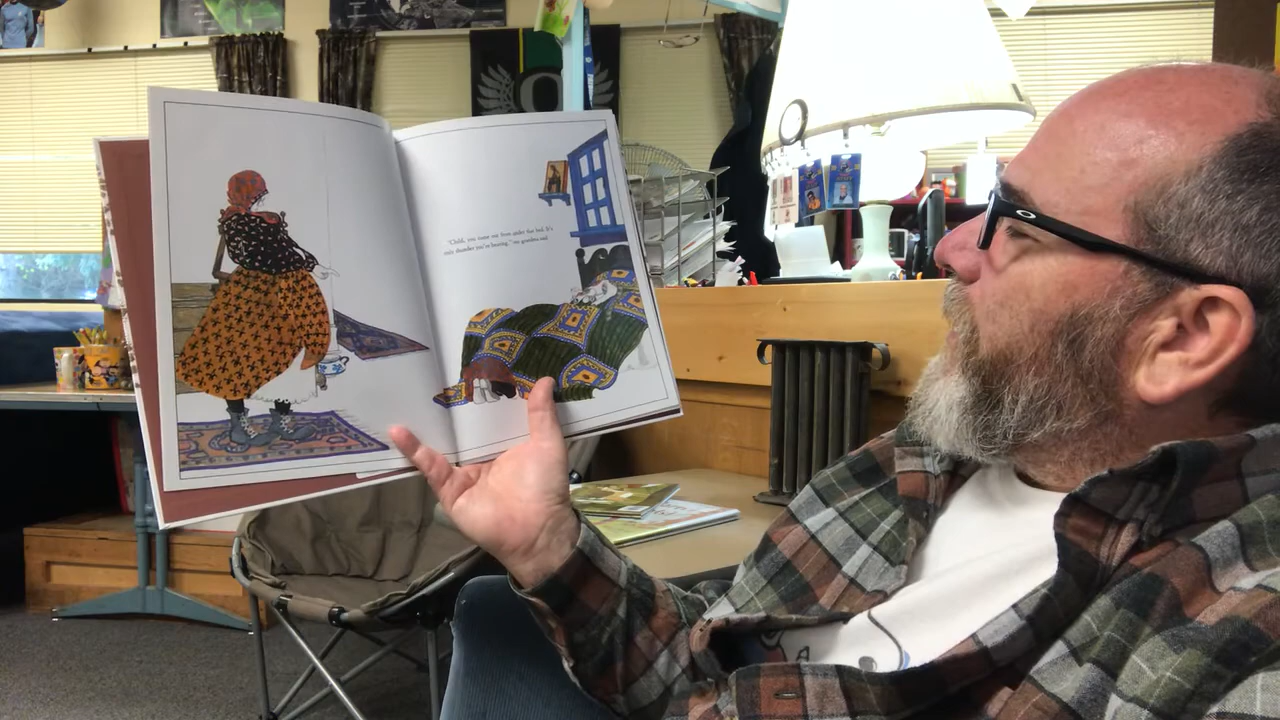 "Child, you come out from under that bed. It's
only thunder you're hearing," my grandma said.
O
A